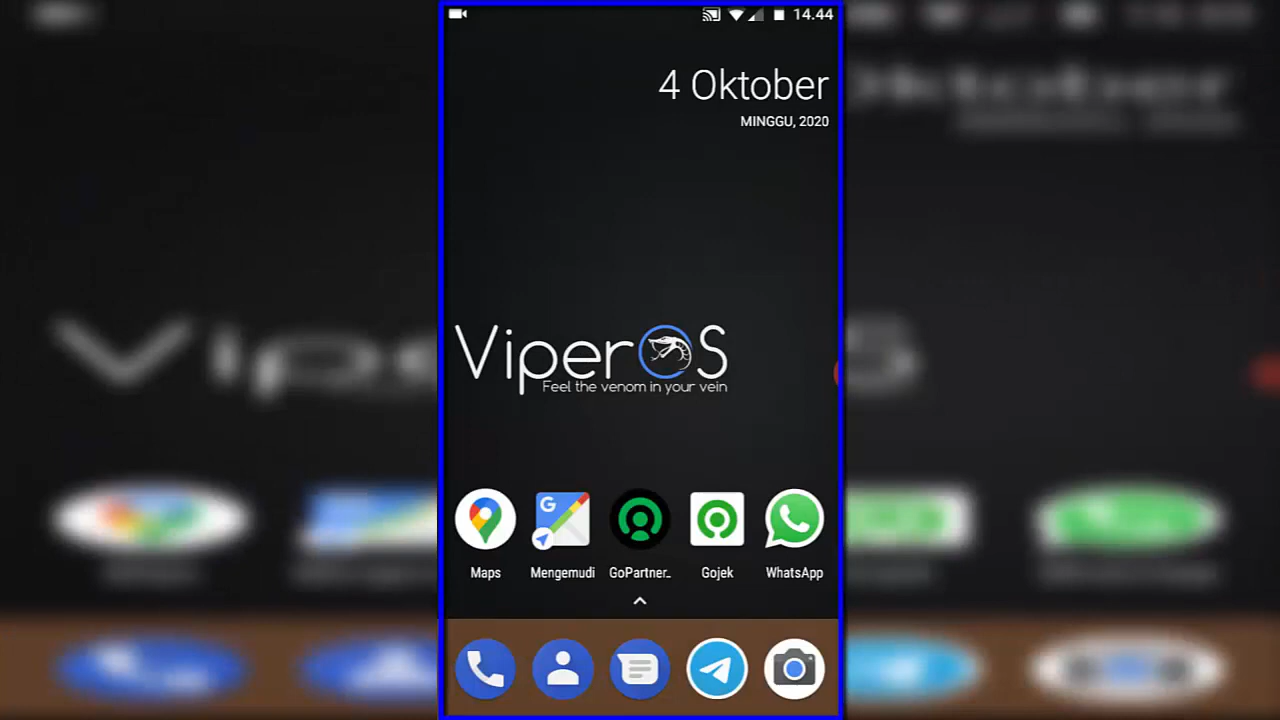 14.44
4 Oktober
MINGGU, 2020
ViperOS
Feel the venom in your vein
Maps
Mengemudi
GoPartner..
Gojek
WhatsApp